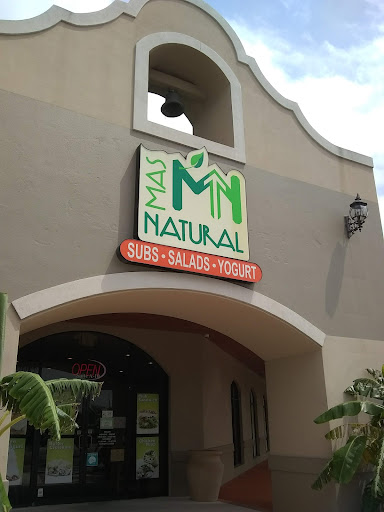 MAS
MN
NATURAL
SUBS • SALADS • YOGURT
OPEN